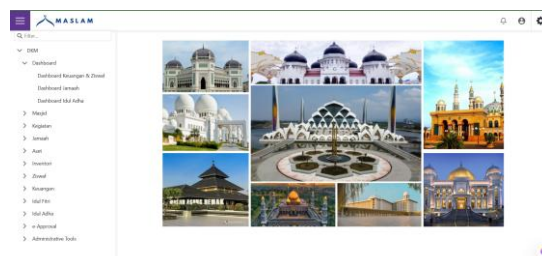 MASLAM
Filter...
DKM
Dashboard
Dashboard Keuangan & Ziswaf
Dashboard Jamaah
Dashboard Idul Adha
Masjid
Kegiatan
Jamaah
Aset
Inventori
Ziswaf
Keuangan
Idul Fitri
Idul Adha
e-Approval
Administrative Tools